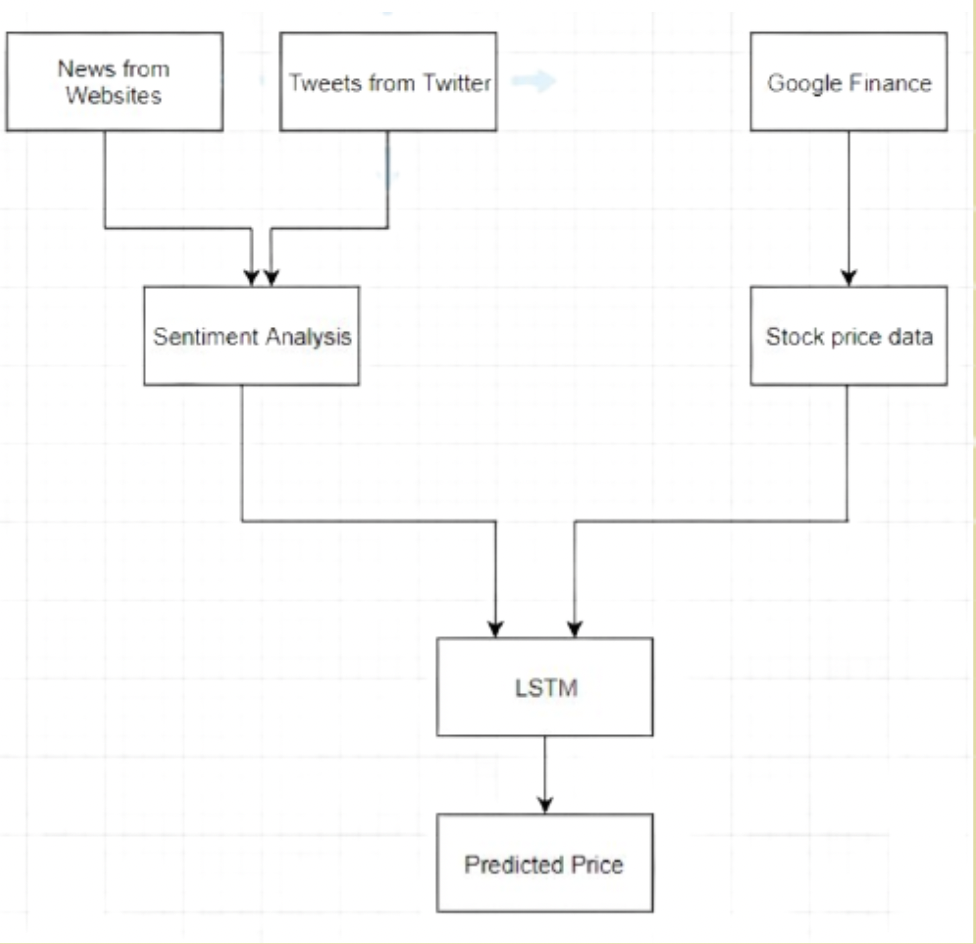 News from
Websites
Tweets from Twitter
Google Finance
Sentiment Analysis
Stock price data
LSTM
Predicted Price